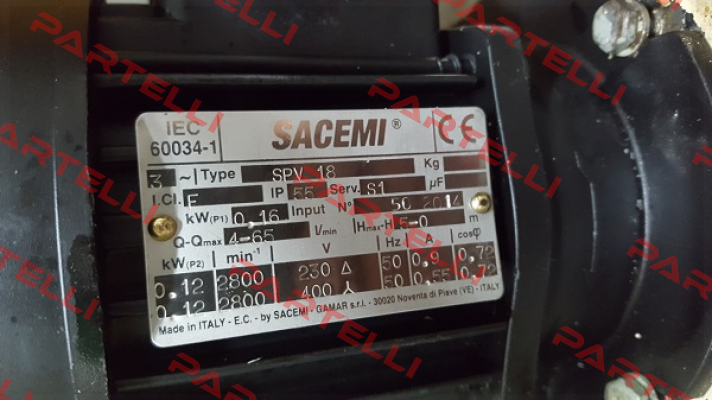 IEC
60034-1
SACEMI®
CE
3 ~ Type SPV 18 Kg
I.Cl. F IP 55 Serv. S1 µF
kW(P1) 0,16 Input N° 50 2014
Q-Qmax 4-65 l/min Hmax-H 5-0 m
kW(P2) min⁻¹ V Hz A cosφ
0,12 2800 230 Δ 50 0,9 0,72
0,12 2800 400 人 50 0,55 0,72
Made in ITALY - E.C. - by SACEMI - GAMAR s.r.l. - 30020 Noventa di Piave (VE) - ITALY
PARTELLI
PARTELLI
PARTELLI
PARTELLI
PARTELLI
PARTELLI